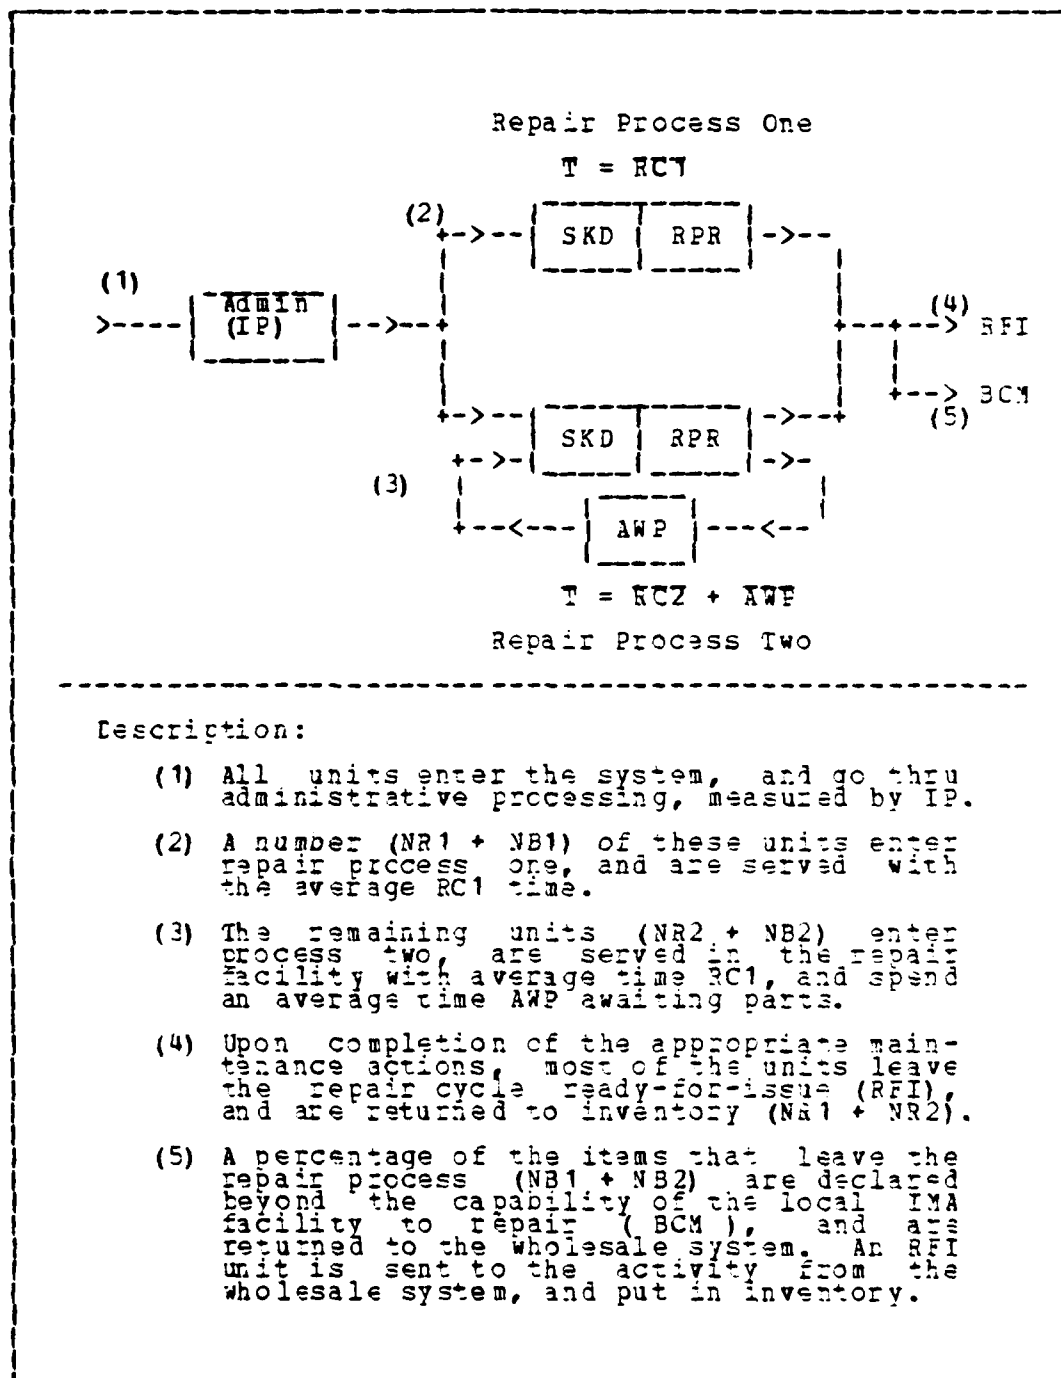 Repair Process One
T = RC1
(2)
SKD RPR
(1)
Admin
(IP)
(4)
RFI
BCM
(5)
SKD RPR
(3)
AWP
T = RC2 + AWP
Repair Process Two
Description:
(1) All units enter the system, and go thru
administrative processing, measured by IP.
(2) A number (NR1 + NB1) of these units enter
repair process one, and are served with
the average RC1 time.
(3) The remaining units (NR2 + NB2) enter
process two, are served in the repair
facility with average time RC1, and spend
an average time AWP awaiting parts.
(4) Upon completion of the appropriate main-
tenance actions, most of the units leave
the repair cycle ready-for-issue (RFI),
and are returned to inventory (NR1 + NR2).
(5) A percentage of the items that leave the
repair process (NB1 + NB2) are declared
beyond the capability of the local IMA
facility to repair ( BCM ), and are
returned to the wholesale system. An RFI
unit is sent to the activity from the
wholesale system, and put in inventory.